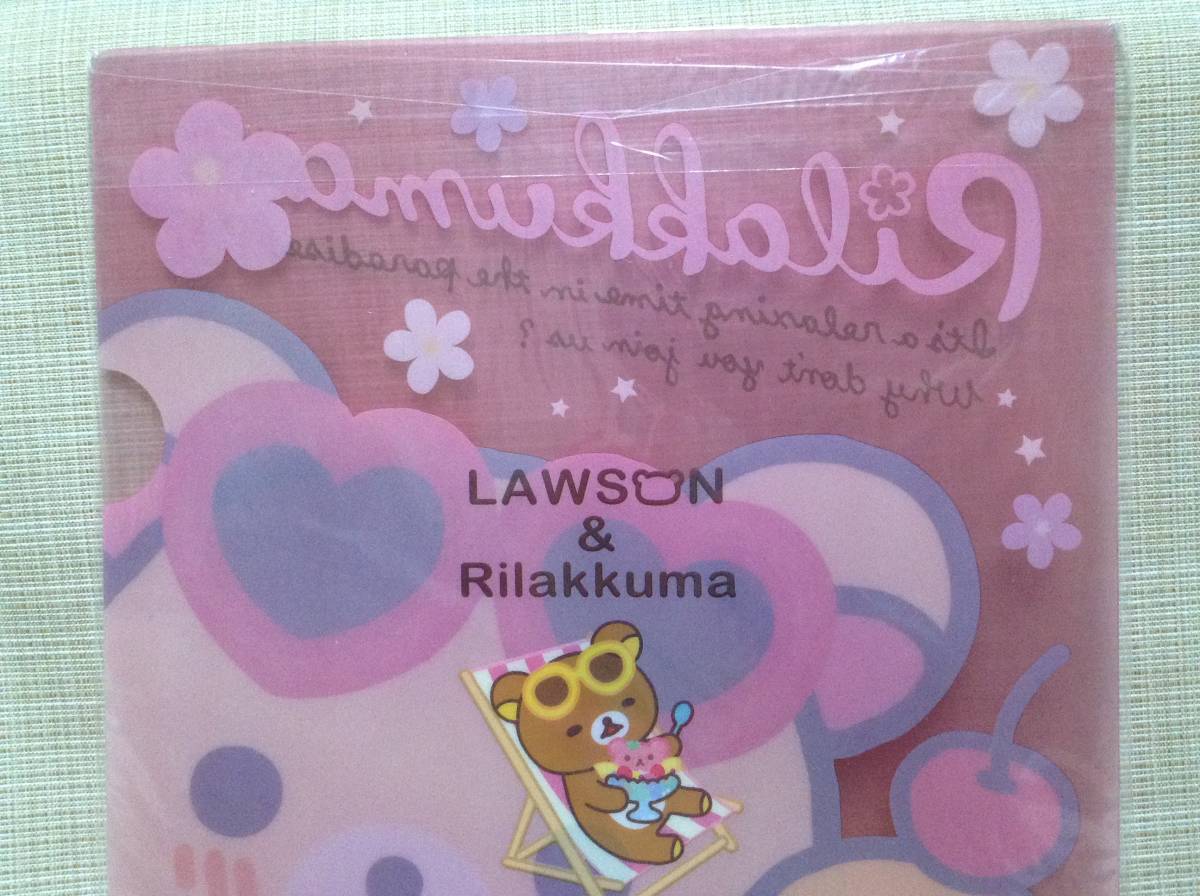 Rilakkuma
It's a relaxing time in the paradise
Why don't you join us?
LAWSON
&
Rilakkuma